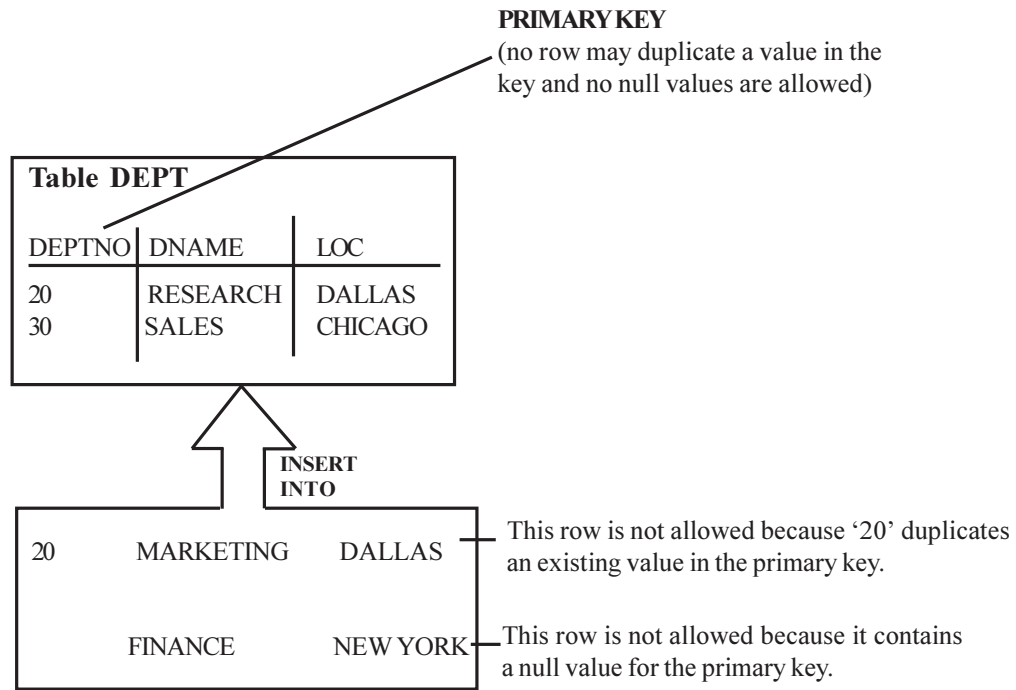 PRIMARY KEY
(no row may duplicate a value in the
key and no null values are allowed)
Table DEPT
DEPTNO DNAME LOC
20 RESEARCH DALLAS
30 SALES CHICAGO
INSERT
INTO
20 MARKETING DALLAS
This row is not allowed because ‘20’ duplicates
an existing value in the primary key.
FINANCE NEW YORK
This row is not allowed because it contains
a null value for the primary key.